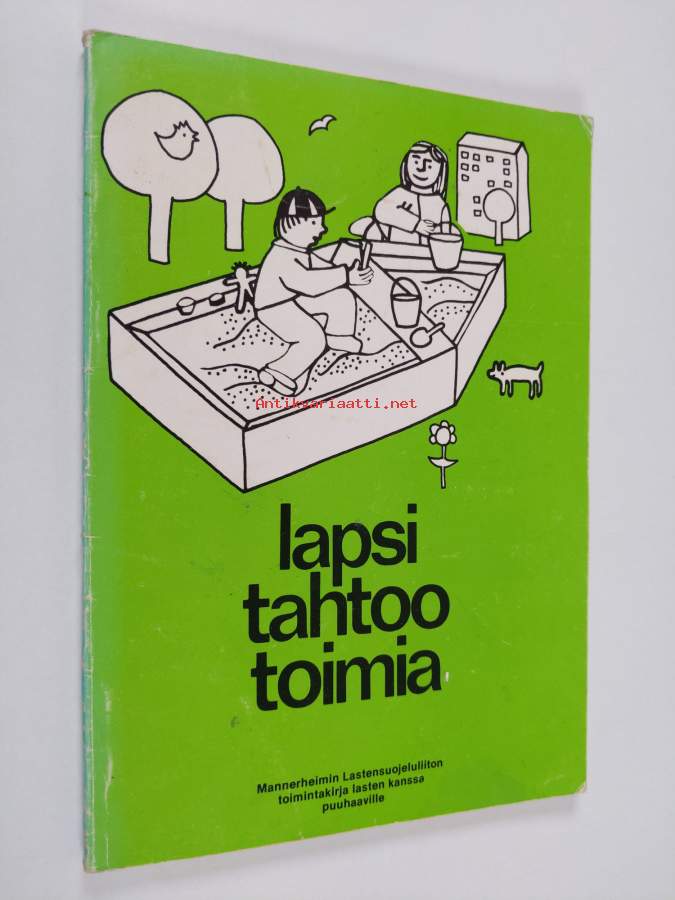 Antikvariaatti.net
lapsi
tahtoo
toimia
Mannerheimin Lastensuojeluliiton
toimintakirja lasten kanssa
puuhaaville